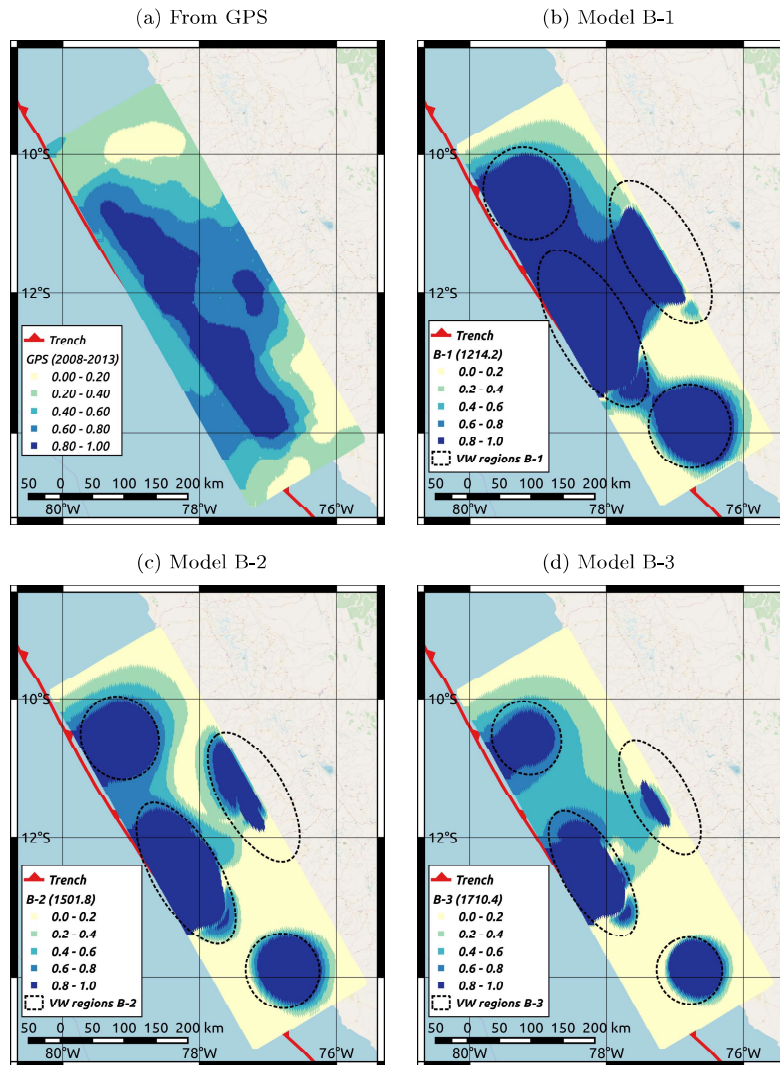 (a) From GPS
10°S
12°S
Trench
GPS (2008-2013)
0.00 - 0.20
0.20 - 0.40
0.40 - 0.60
0.60 - 0.80
0.80 - 1.00
50 0 50 100 150 200 km
80°W 78°W 76°W
(b) Model B-1
10°S
12°S
Trench
B-1 (1214.2)
0.0 - 0.2
0.2 - 0.4
0.4 - 0.6
0.6 - 0.8
0.8 - 1.0
VW regions B-1
50 0 50 100 150 200 km
80°W 78°W 76°W
(c) Model B-2
10°S
12°S
Trench
B-2 (1501.8)
0.0 - 0.2
0.2 - 0.4
0.4 - 0.6
0.6 - 0.8
0.8 - 1.0
VW regions B-2
50 0 50 100 150 200 km
80°W 78°W 76°W
(d) Model B-3
10°S
12°S
Trench
B-3 (1710.4)
0.0 - 0.2
0.2 - 0.4
0.4 - 0.6
0.6 - 0.8
0.8 - 1.0
VW regions B-3
50 0 50 100 150 200 km
80°W 78°W 76°W